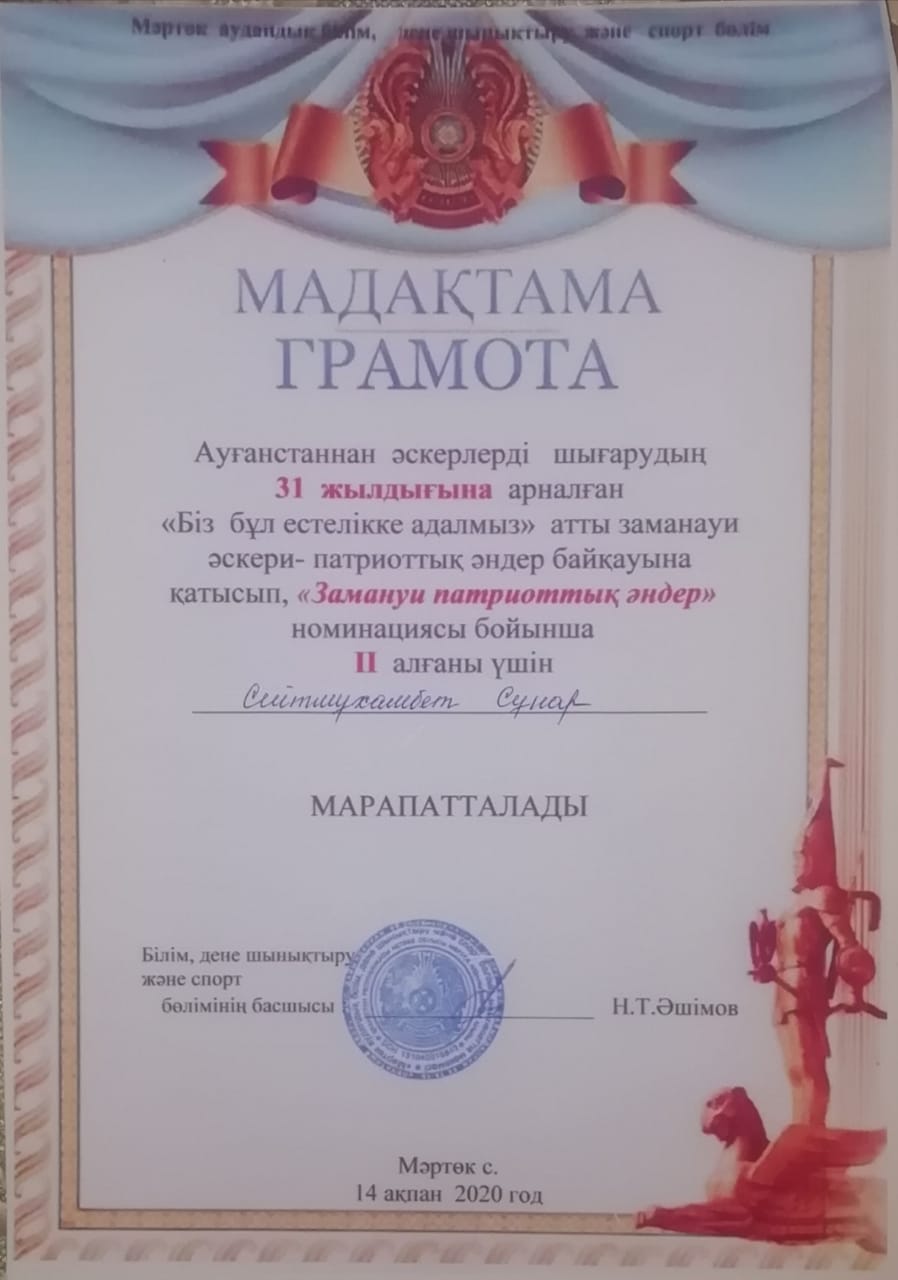 Мәртөк аудандық білім, дене шынықтыру және спорт бөлім
МАДАҚТАМА
ГРАМОТА
Ауғанстаннан әскерлерді шығарудың
31 жылдығына арналған
«Біз бұл естелікке адалмыз» атты заманауи
әскери- патриоттық әндер байқауына
қатысып, «Замануи патриоттық әндер»
номинациясы бойынша
II алғаны үшін
Сейтмухамбет Сунар
МАРАПАТТАЛАДЫ
Білім, дене шынықтыру
және спорт
бөлімінің басшысы
Н.Т.Әшімов
Мәртөк с.
14 ақпан 2020 год